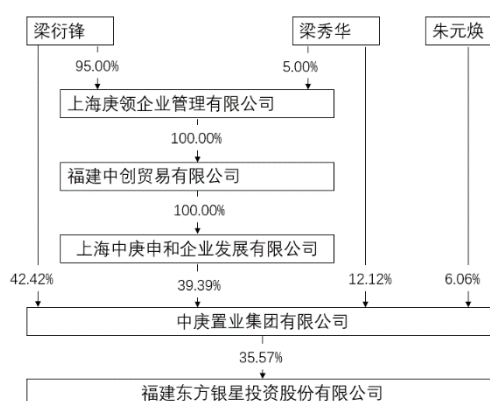 梁衍锋 梁秀华 朱元焕
95.00% 5.00%
上海庚领企业管理有限公司
100.00%
福建中创贸易有限公司
100.00%
上海中庚申和企业发展有限公司
42.42% 39.39% 12.12% 6.06%
中庚置业集团有限公司
35.57%
福建东方银星投资股份有限公司